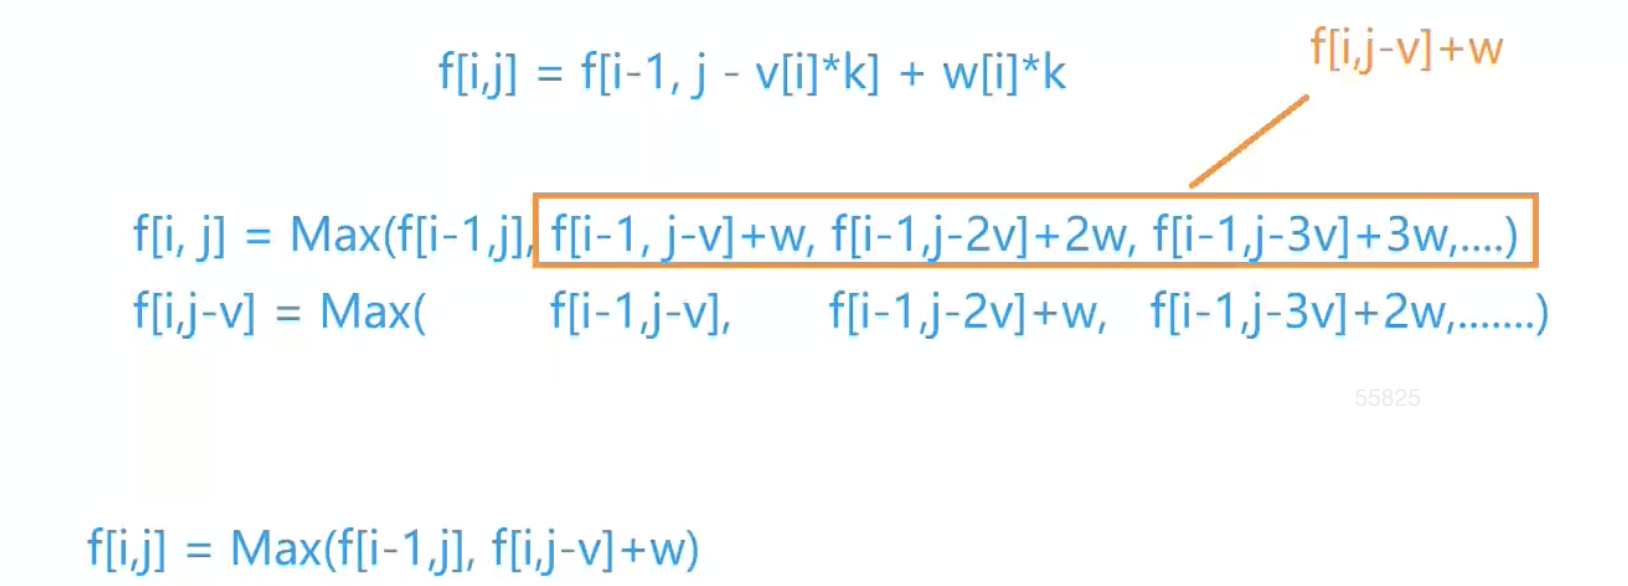 f[i,j-v]+w
f[i,j] = f[i-1, j - v[i]*k] + w[i]*k
f[i, j] = Max(f[i-1,j], f[i-1, j-v]+w, f[i-1,j-2v]+2w, f[i-1,j-3v]+3w,....)
f[i,j-v] = Max( f[i-1,j-v], f[i-1,j-2v]+w, f[i-1,j-3v]+2w,.......)
55825
f[i,j] = Max(f[i-1,j], f[i,j-v]+w)